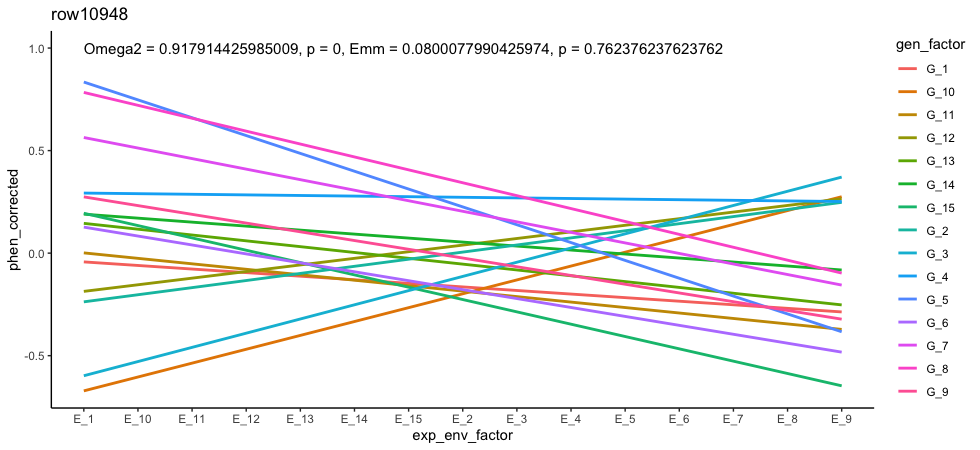 row10948
Omega2 = 0.917914425985009, p = 0, Emm = 0.0800077990425974, p = 0.762376237623762
phen_corrected
1.0
0.5
0.0
-0.5
E_1 E_10 E_11 E_12 E_13 E_14 E_15 E_2 E_3 E_4 E_5 E_6 E_7 E_8 E_9
exp_env_factor
gen_factor
G_1
G_10
G_11
G_12
G_13
G_14
G_15
G_2
G_3
G_4
G_5
G_6
G_7
G_8
G_9